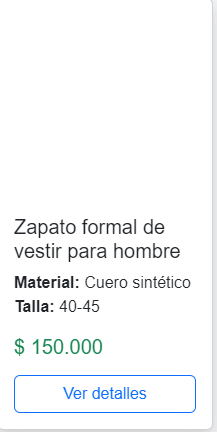 Zapato formal de
vestir para hombre
Material: Cuero sintético
Talla: 40-45
$ 150.000
Ver detalles